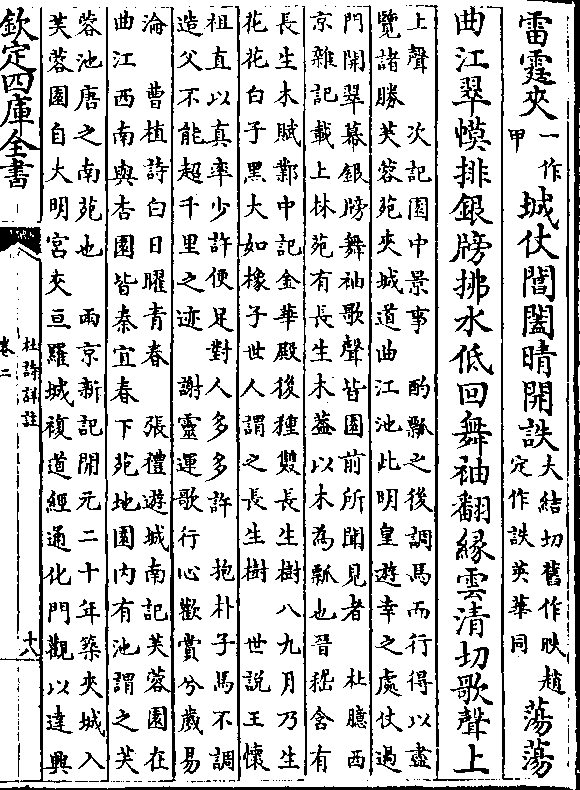 雷霆夾一作甲城仗閶闔晴開詄大結切舊作昳趙定作詄英華同蕩蕩
曲江翠幙排銀牓拂水低回舞袖翻緣雲清切歌聲上
上聲　次記園中景事　酌瓢之後調馬而行得以盡
覽諸勝芙蓉苑夾城道曲江池此明皇遊幸之處仗過
門開翠幕銀牓舞袖歌聲皆園前所聞見者　杜臆西
京雜記載上林苑有長生木葢以木為瓢也晉嵇含有
長生木賦鄴中記金華殿後種雙長生樹八九月乃生
花花白子黑大如橡子世人謂之長生樹　世説王懷
祖直以真率少許便足對人多多許　抱朴子馬不調
造父不能超千里之迹　謝靈運歌行心歡賞兮歲易
淪　曹植詩白日曜青春　張禮遊城南記芙蓉園在
曲江西南與杏園皆秦宜春下苑地園内有池謂之芙
蓉池唐之南苑也　兩京新記開元二十年築夾城入
芙蓉園自大明宫夾亘羅城複道經通化門觀以達興
欽定四庫全書
杜詩詳註
卷二
十八